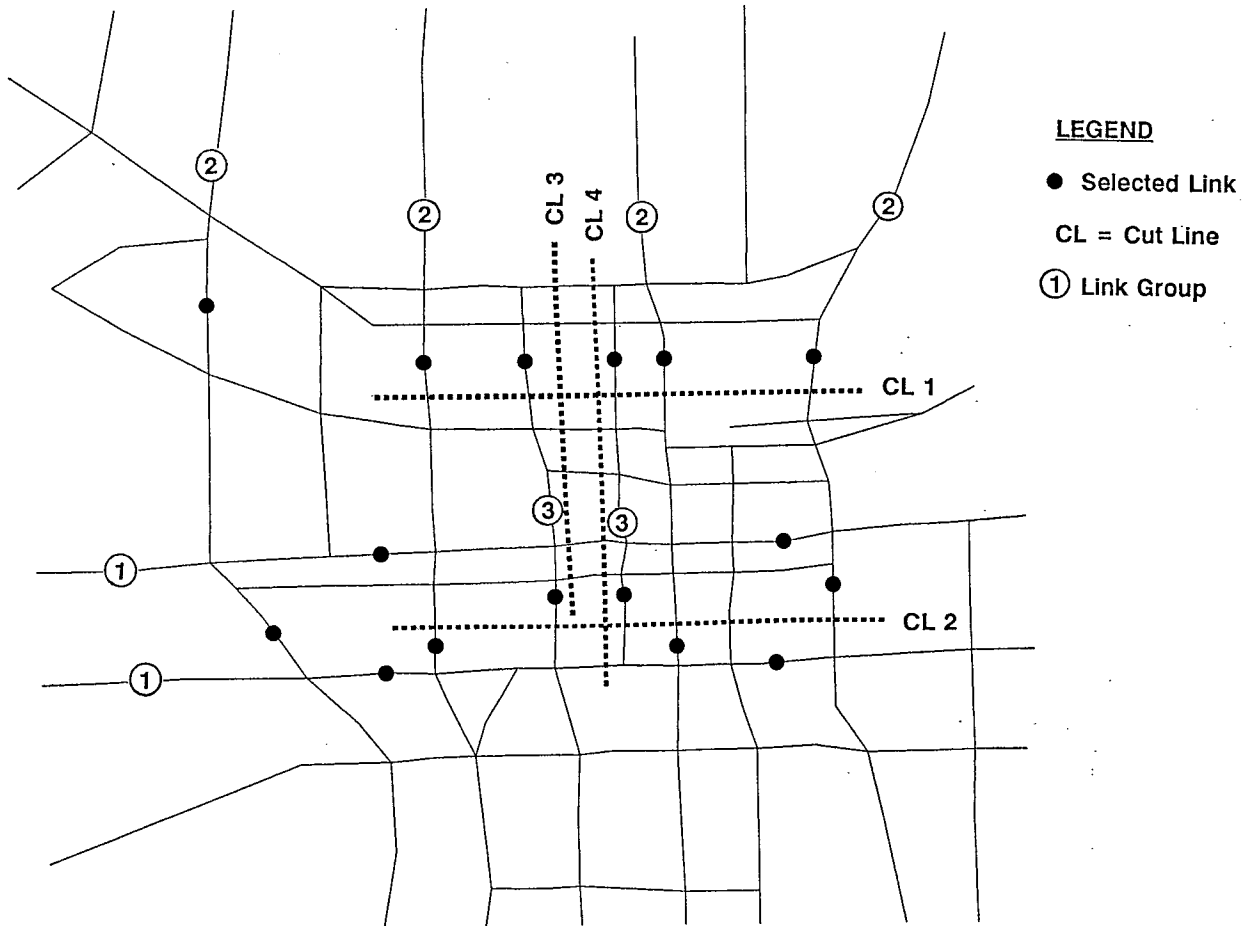 LEGEND
Selected Link
CL = Cut Line
1 Link Group
2
2
2
2
CL 3
CL 4
CL 1
3
3
1
CL 2
1